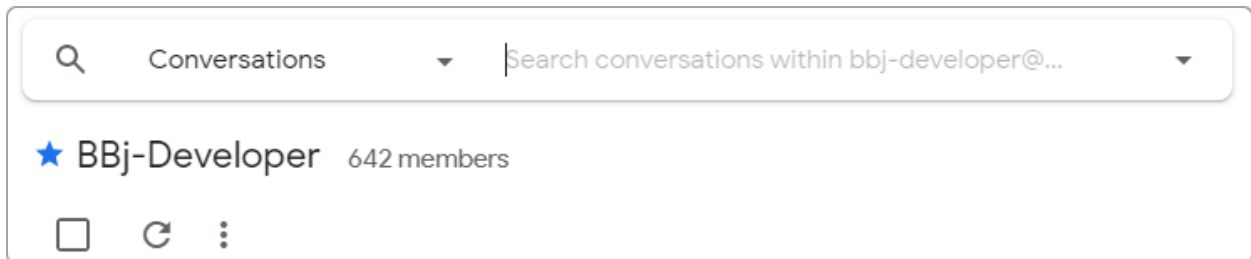 Conversations Search conversations within bbj-developer@...
BBj-Developer 642 members